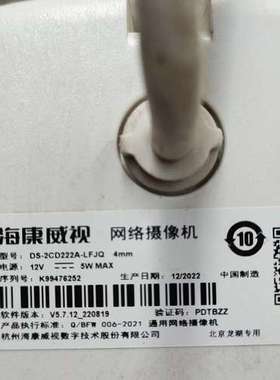 海康威视 网络摄像机
型号: DS-2CD222A-LFJQ 4mm
电源: 12V 5W MAX
序列号: K99476252 生产日期: 12/2022
10
中国制造
软件版本: V5.7.12_220819 验证码: PDTBZZ
执行标准: Q/BFW 006-2021 通用网络摄像机
杭州海康威视数字技术股份有限公司 北京龙湖专用